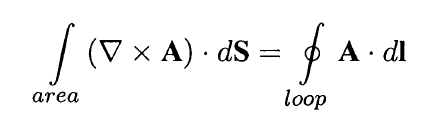 ∫ (∇ × A) · dS = ∮ A · dl
area loop